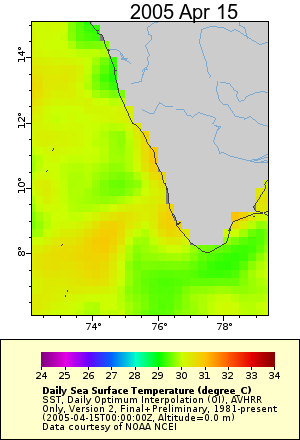 2005 Apr 15
14°
12°
10°
8°
74°
76°
78°
24 25 26 27 28 29 30 31 32 33 34
Daily Sea Surface Temperature (degree_C)
SST, Daily Optimum Interpolation (OI), AVHRR
Only, Version 2, Final+Preliminary, 1981-present
(2005-04-15T00:00:00Z, Altitude=0.0 m)
Data courtesy of NOAA NCEI